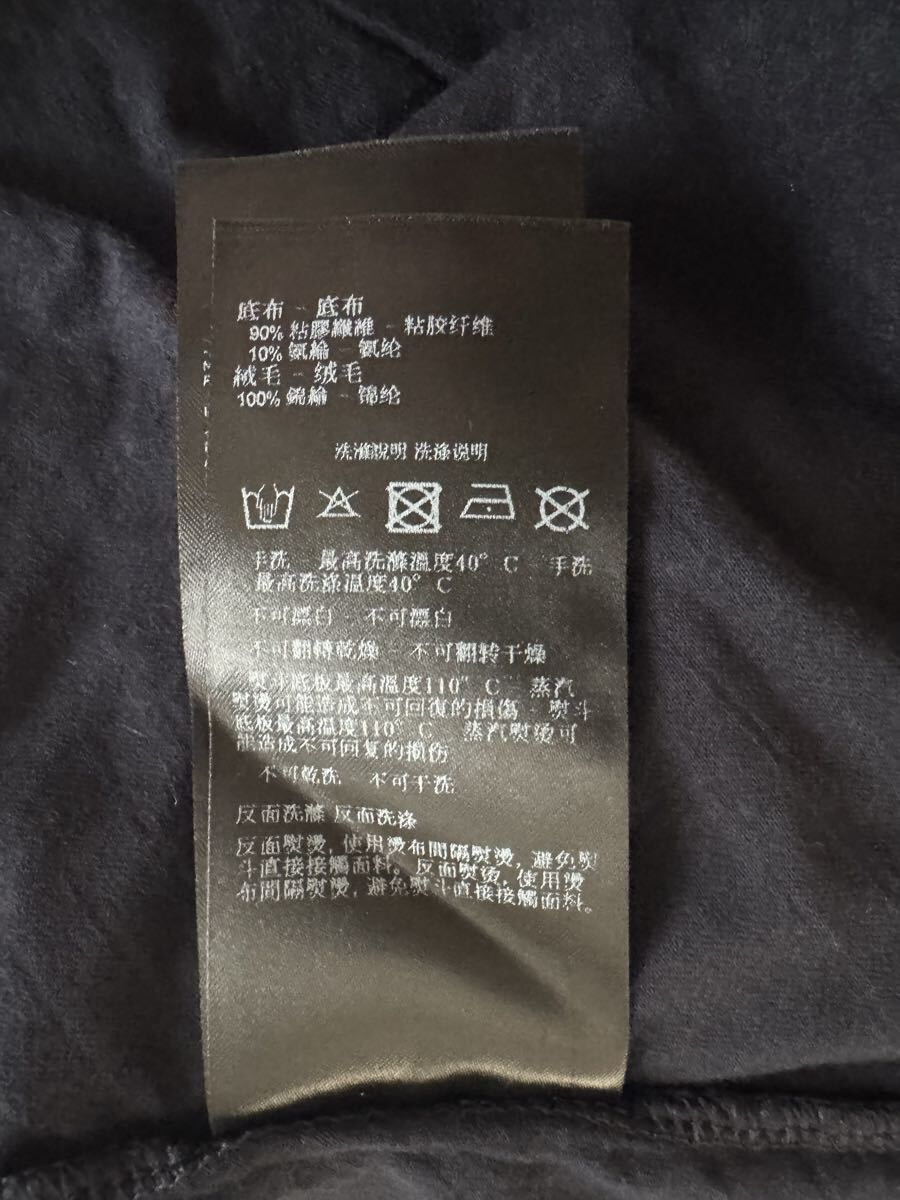 底布 - 底布
90% 粘膠纖維 - 粘胶纤维
10% 氨綸 - 氨纶
絨毛 - 绒毛
100% 錦綸 - 锦纶
洗滌說明 洗涤说明
手洗 最高洗滌溫度40° C 手洗
最高洗涤温度40° C
不可漂白 不可漂白
不可翻轉乾燥 - 不可翻转干燥
熨斗底板最高溫度110° C 蒸汽
熨燙可能造成不可回復的損傷 - 熨斗
底板最高温度110° C 蒸汽熨烫可
能造成不可回复的损伤
不可乾洗 不可干洗
反面洗滌 反面洗涤
反面熨燙,使用燙布間隔熨燙,避免熨
斗直接接觸面料。反面熨烫,使用烫
布間隔熨燙,避免熨斗直接接觸面料。